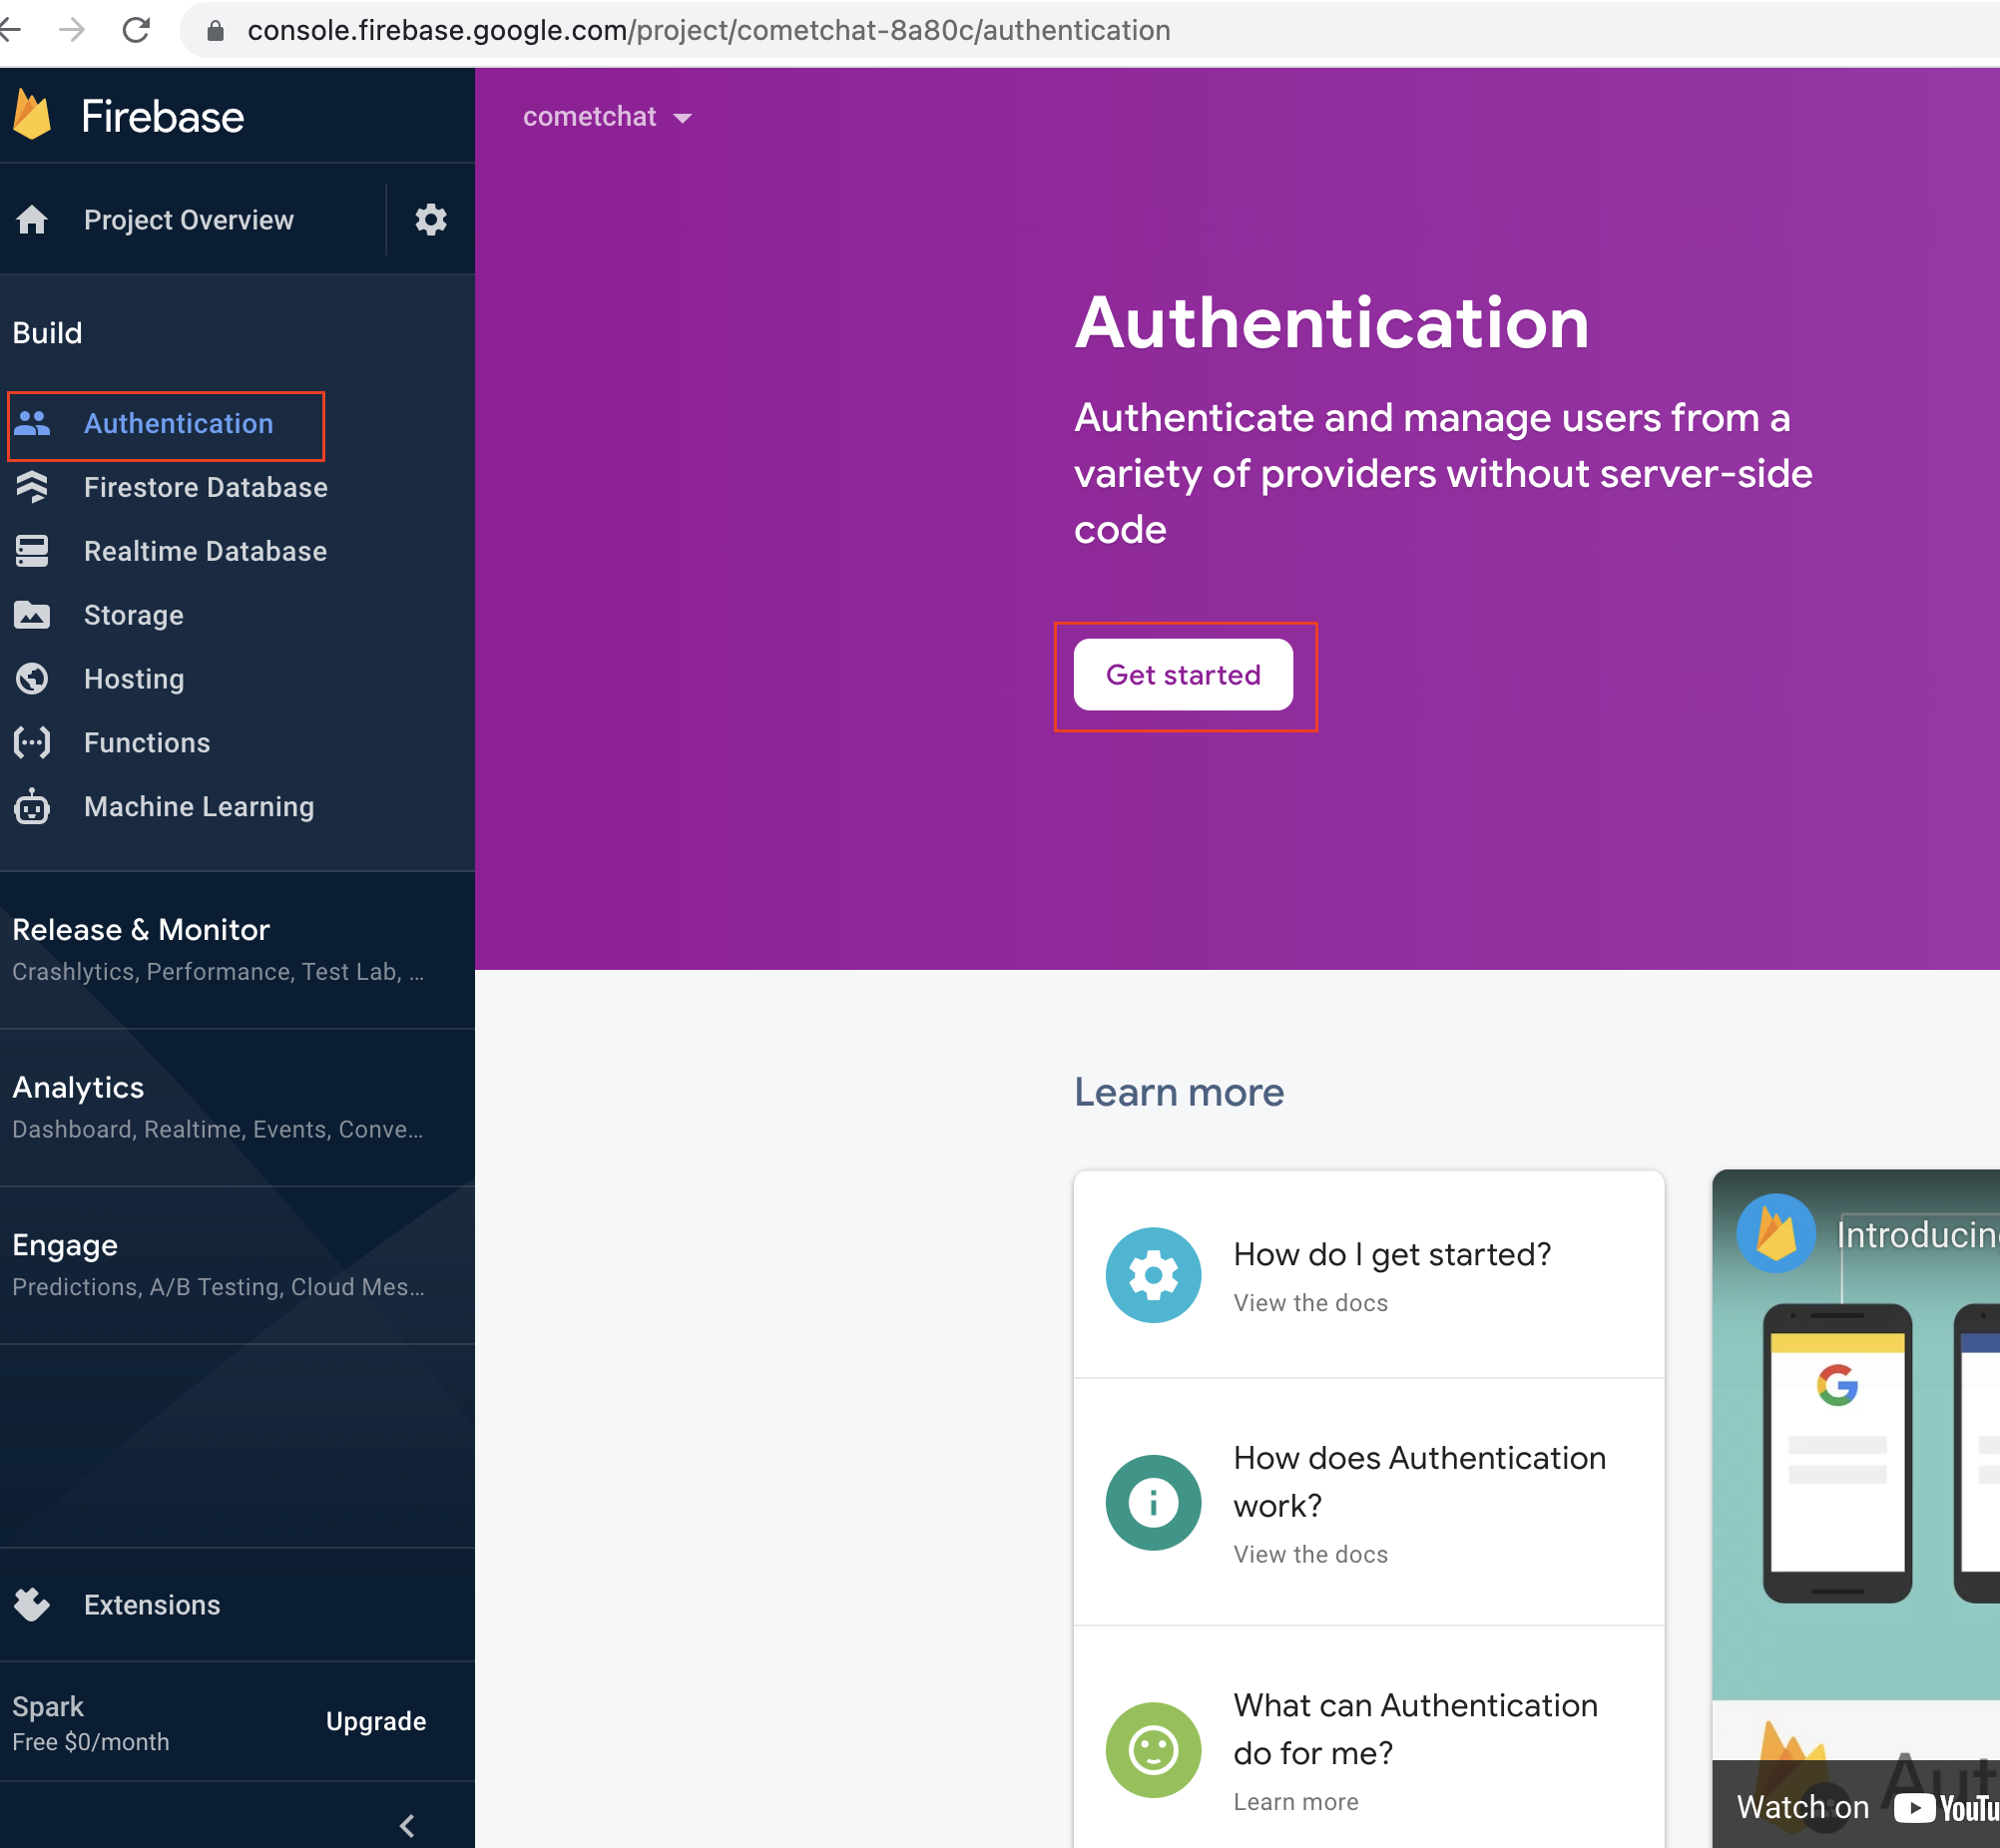 console.firebase.google.com/project/cometchat-8a80c/authentication
Firebase
Project Overview
Build
Authentication
Firestore Database
Realtime Database
Storage
Hosting
Functions
Machine Learning
Release & Monitor
Crashlytics, Performance, Test Lab, ...
Analytics
Dashboard, Realtime, Events, Conve...
Engage
Predictions, A/B Testing, Cloud Mes...
Extensions
Spark
Free $0/month
Upgrade
cometchat
Authentication
Authenticate and manage users from a
variety of providers without server-side
code
Get started
Learn more
How do I get started?
View the docs
How does Authentication
work?
View the docs
What can Authentication
do for me?
Learn more
Introducin
G
Aut
Watch on YouTu